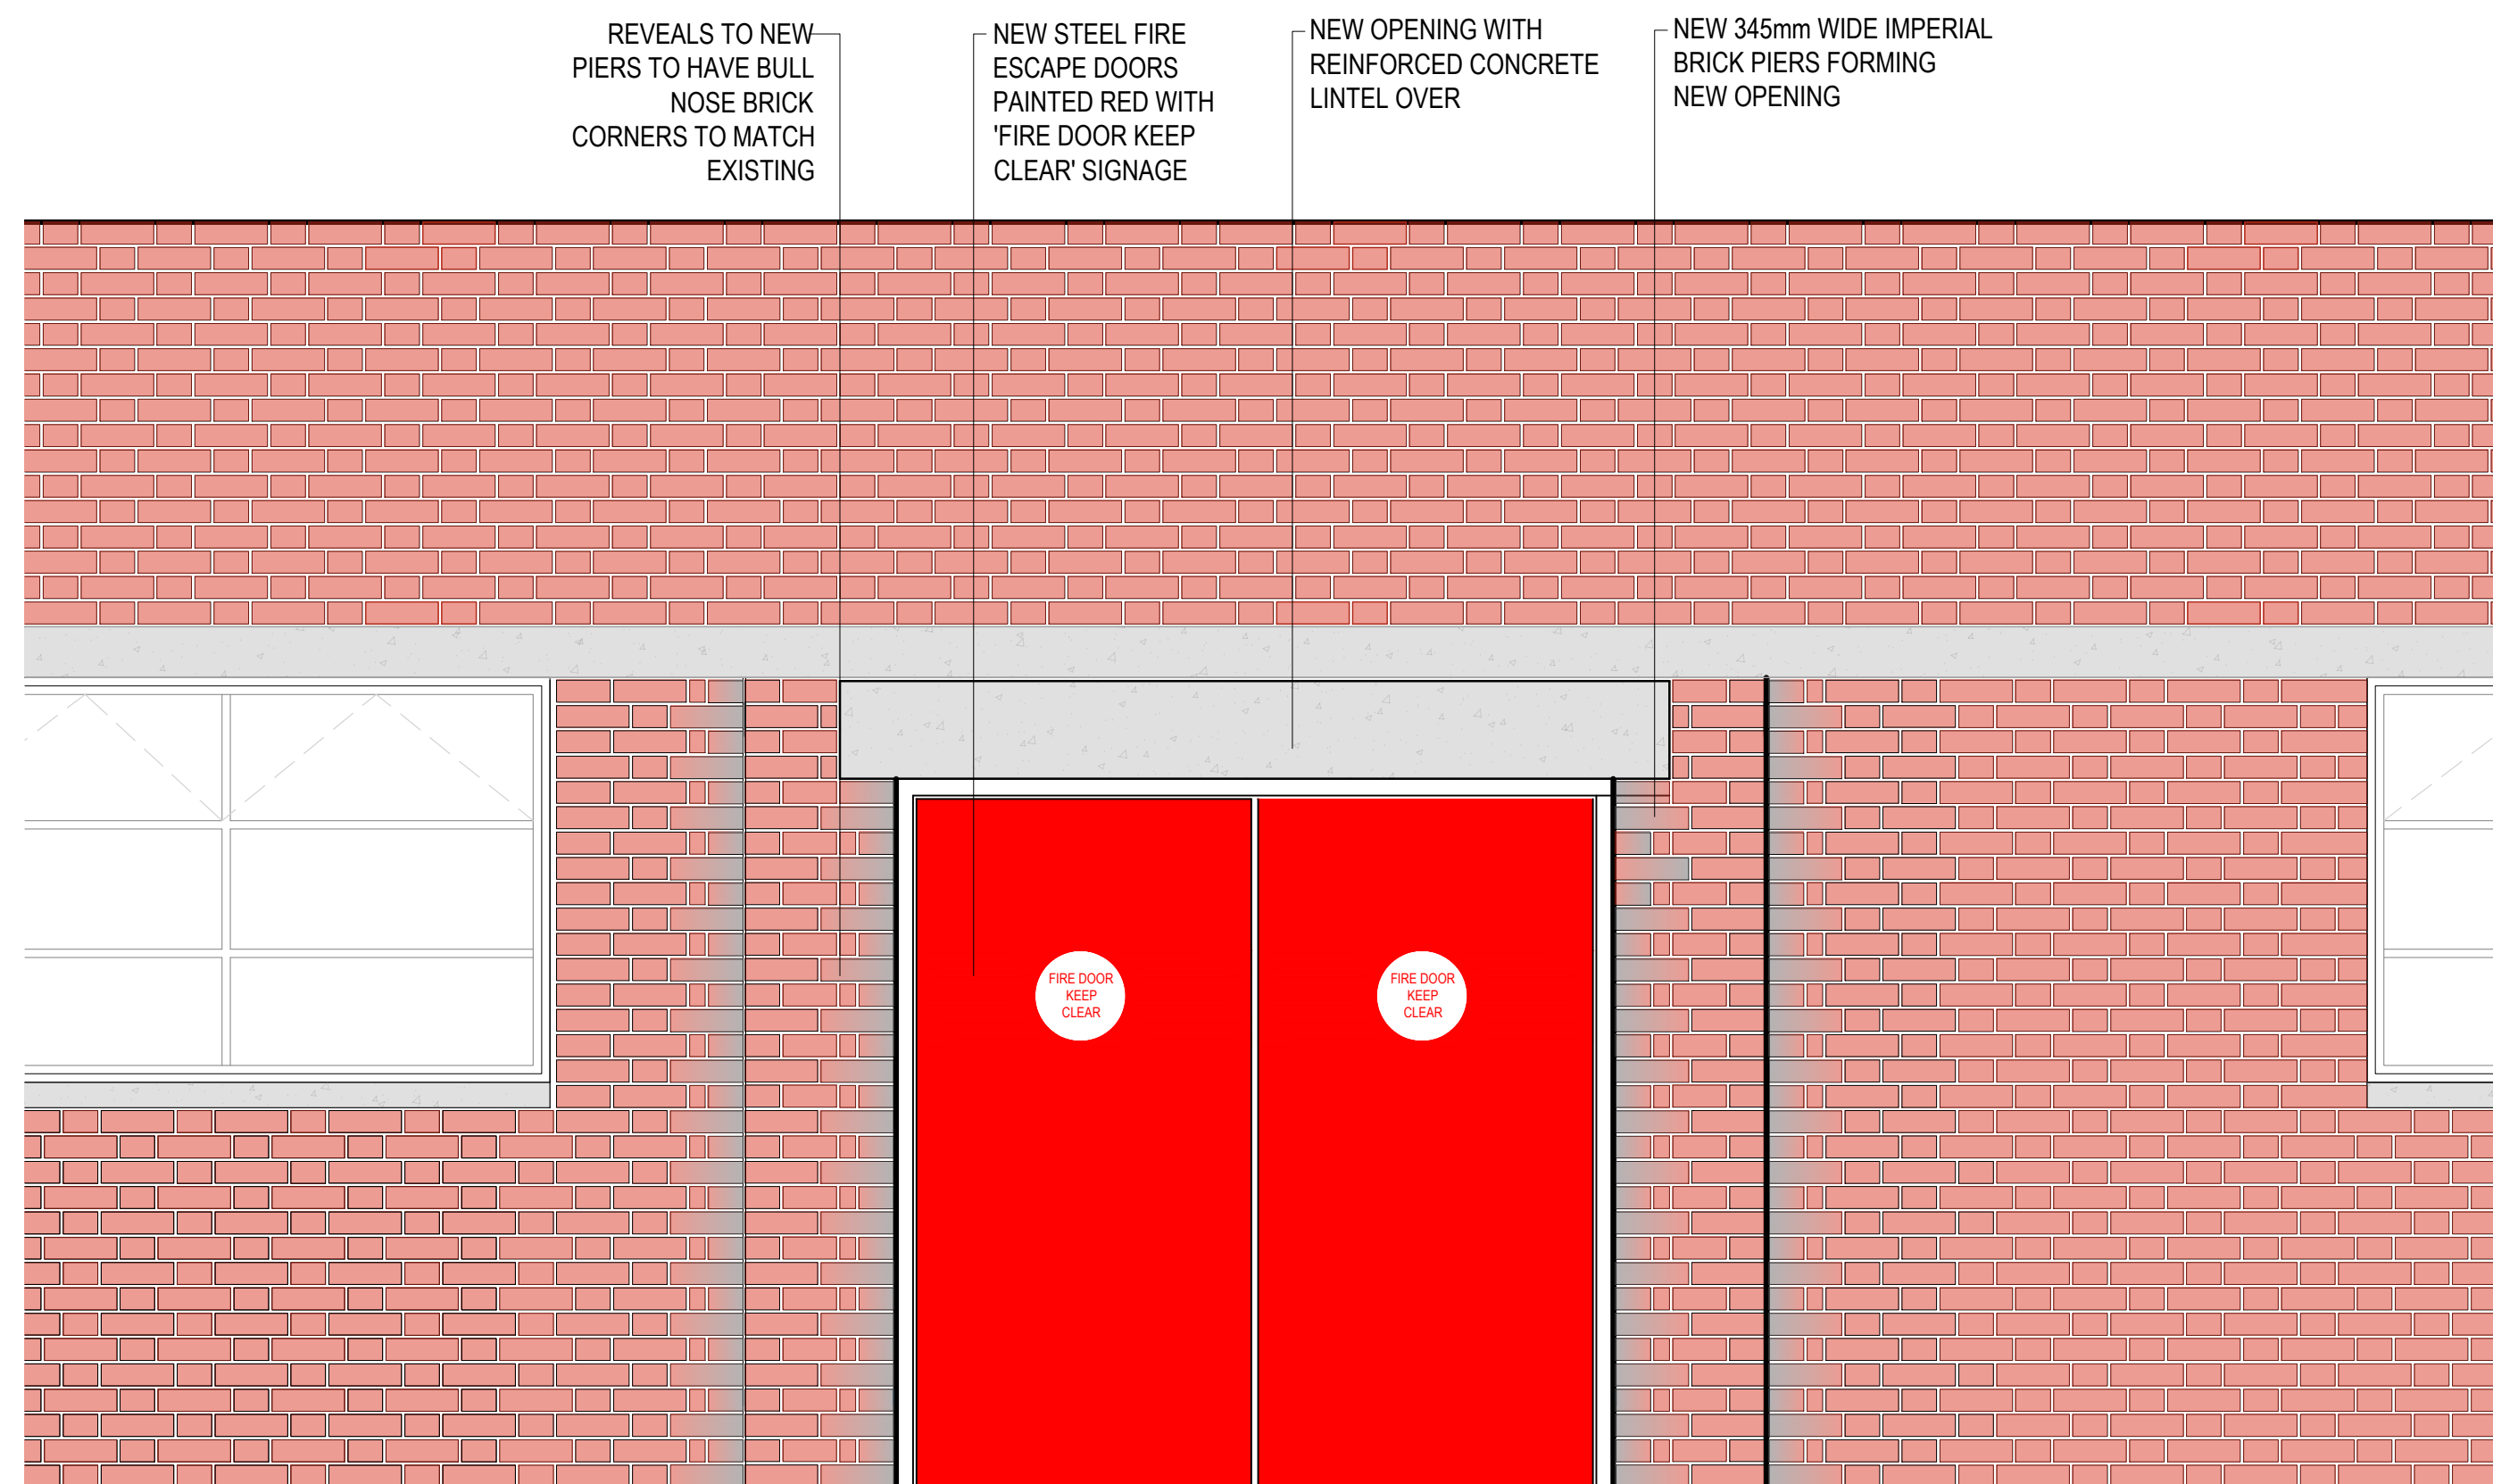 REVEALS TO NEW
PIERS TO HAVE BULL
NOSE BRICK
CORNERS TO MATCH
EXISTING
NEW STEEL FIRE
ESCAPE DOORS
PAINTED RED WITH
'FIRE DOOR KEEP
CLEAR' SIGNAGE
NEW OPENING WITH
REINFORCED CONCRETE
LINTEL OVER
NEW 345mm WIDE IMPERIAL
BRICK PIERS FORMING
NEW OPENING
FIRE DOOR
KEEP
CLEAR
FIRE DOOR
KEEP
CLEAR